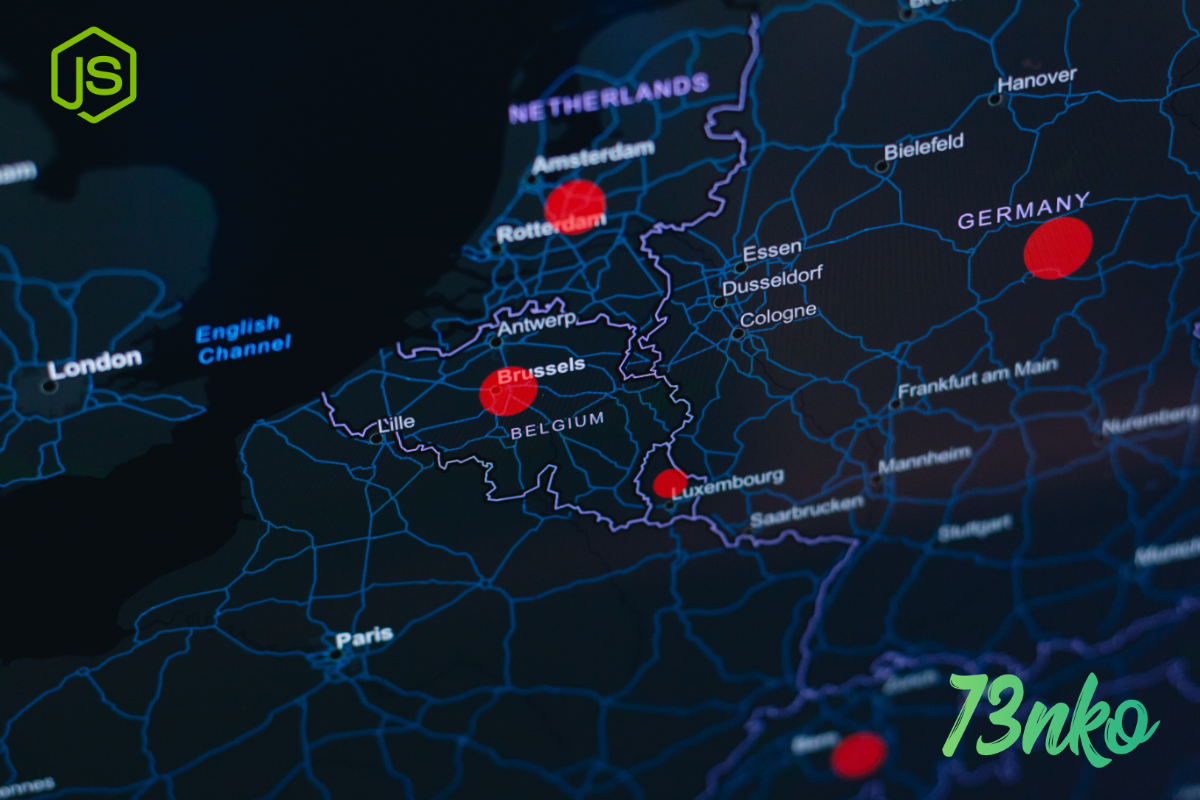 JS
NETHERLANDS
Hanover
Bielefeld
Amsterdam
Rotterdam
GERMANY
Essen
Dusseldorf
Cologne
English
Channel
Antwerp
London
Brussels
Frankfurt am Main
Lille
BELGIUM
Nuremberg
Mannheim
Luxembourg
Saarbrucken
Stuttgart
Paris
73nko
Bern